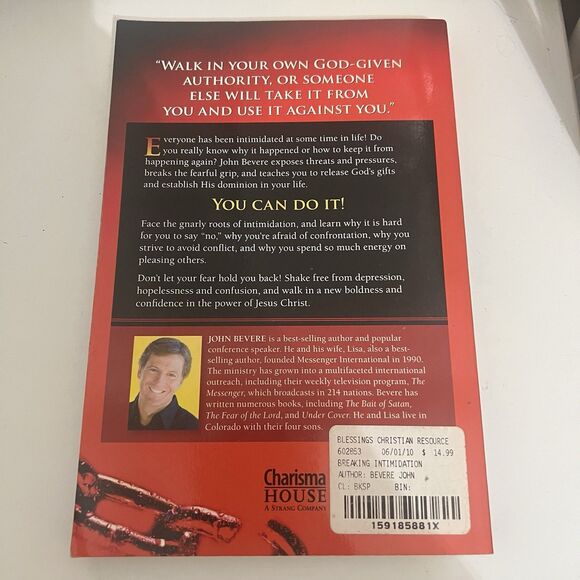 “WALK IN YOUR OWN GOD-GIVEN
AUTHORITY, OR SOMEONE
ELSE WILL TAKE IT FROM
YOU AND USE IT AGAINST YOU.”
Everyone has been intimidated at some time in life! Do
you really know why it happened or how to keep it from
happening again? John Bevere exposes threats and pressures,
breaks the fearful grip, and teaches you to release God's gifts
and establish His dominion in your life.
YOU CAN DO IT!
Face the gnarly roots of intimidation, and learn why it is hard
for you to say “no,” why you're afraid of confrontation, why you
strive to avoid conflict, and why you spend so much energy on
pleasing others.
Don't let your fear hold you back! Shake free from depression,
hopelessness and confusion, and walk in a new boldness and
confidence in the power of Jesus Christ.
JOHN BEVERE is a best-selling author and popular
conference speaker. He and his wife, Lisa, also a best-
selling author, founded Messenger International in 1990.
The ministry has grown into a multifaceted international
outreach, including their weekly television program, The
Messenger, which broadcasts in 214 nations. Bevere has
written numerous books, including The Bait of Satan,
The Fear of the Lord, and Under Cover. He and Lisa live in
Colorado with their four sons.
BLESSINGS CHRISTIAN RESOURCE
602853 06/01/10 $ 14.99
BREAKING INTIMIDATION
AUTHOR: BEVERE JOHN
CL: BKSP BIN:
159185881X
Charisma
HOUSE
A STRANG COMPANY